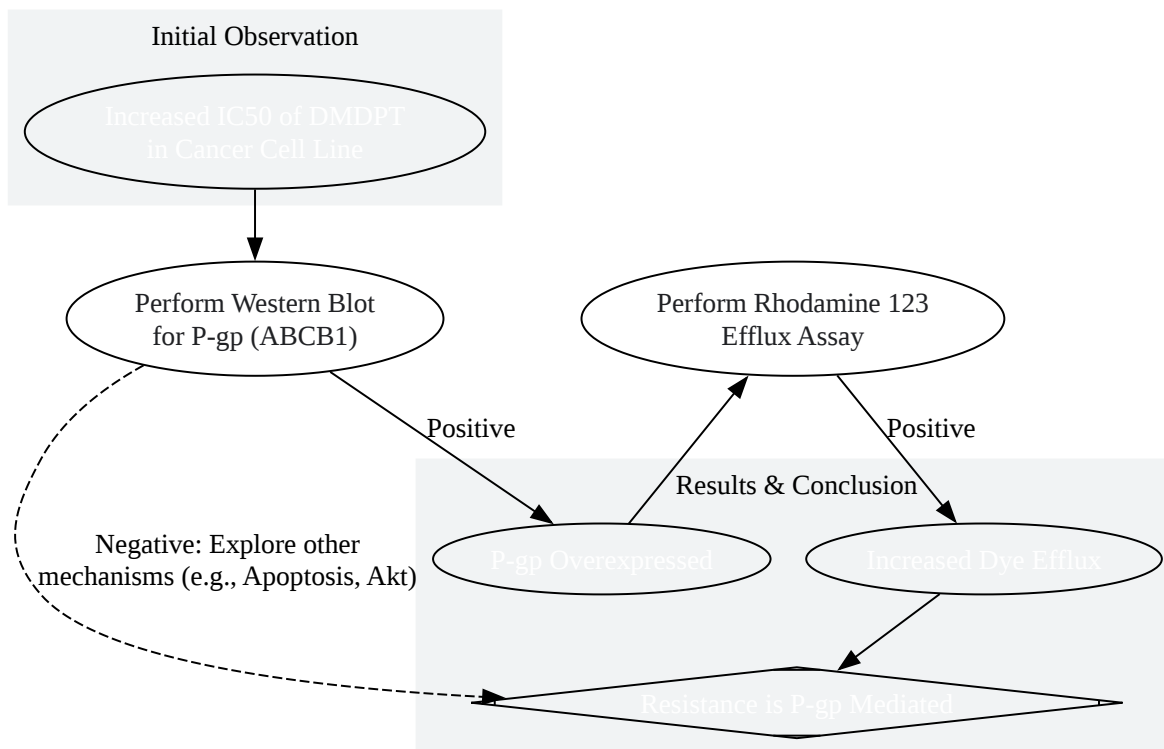 Initial Observation
Increased IC50 of DMDPT
in Cancer Cell Line
Perform Western Blot
for P-gp (ABCB1)
Perform Rhodamine 123
Efflux Assay
Positive
Positive
Results & Conclusion
Negative: Explore other
mechanisms (e.g., Apoptosis, Akt)
P-gp Overexpressed
Increased Dye Efflux
Resistance is P-gp Mediated